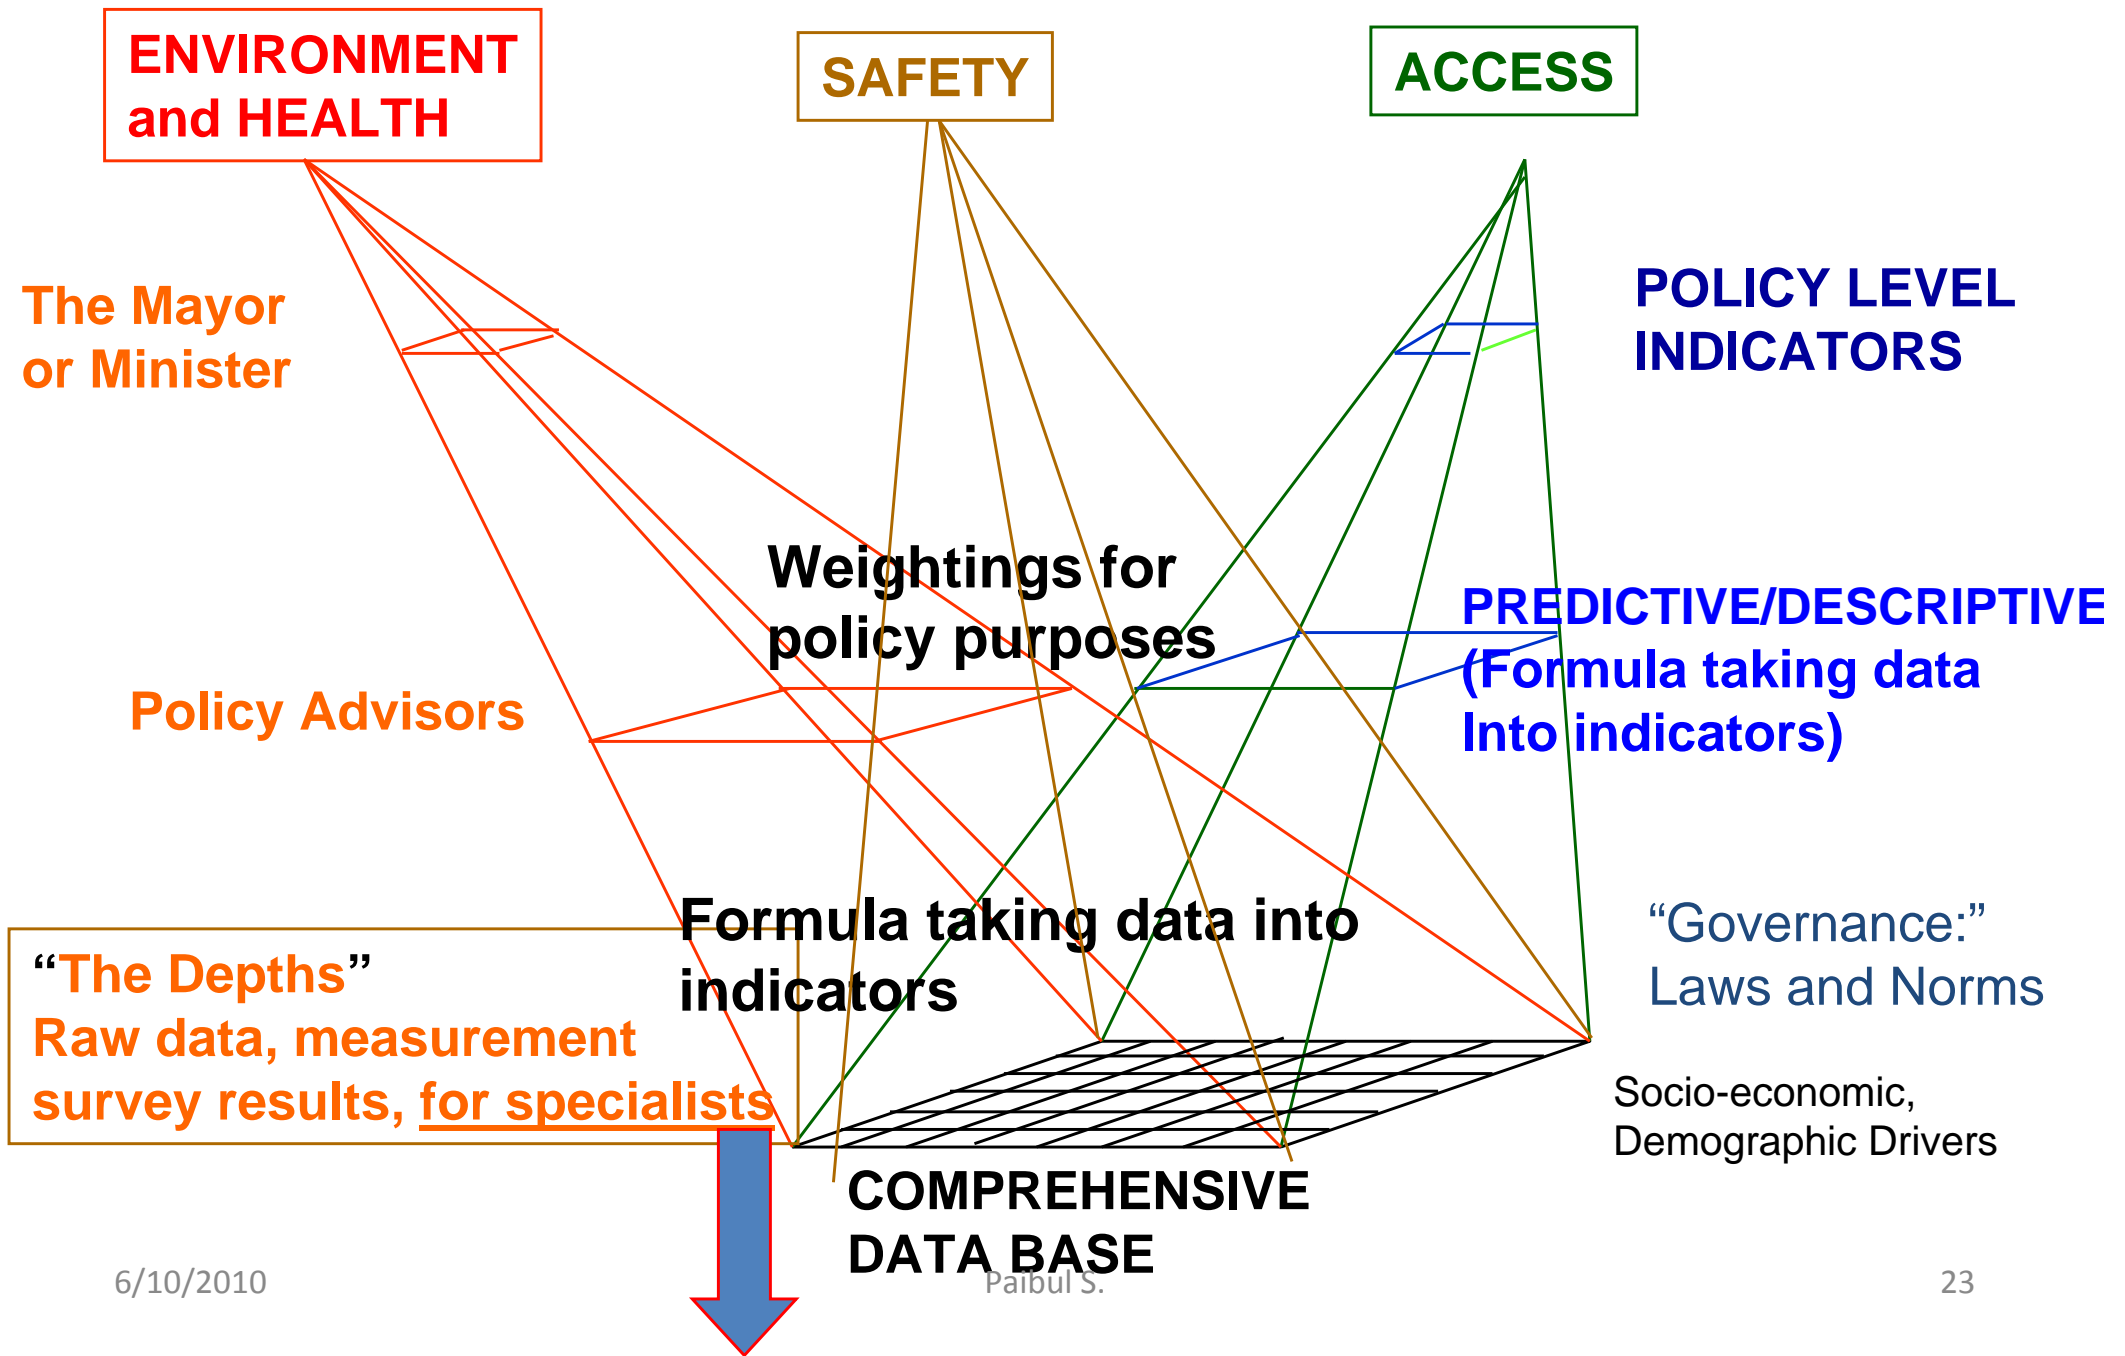 ENVIRONMENT
and HEALTH
SAFETY
ACCESS
The Mayor
or Minister
POLICY LEVEL
INDICATORS
Weightings for
policy purposes
PREDICTIVE/DESCRIPTIVE
(Formula taking data
Into indicators)
Policy Advisors
Formula taking data into
indicators
“Governance:”
Laws and Norms
“The Depths”
Raw data, measurement
survey results, for specialists
Socio-economic,
Demographic Drivers
COMPREHENSIVE
DATA BASE
6/10/2010
Paibul S.
23